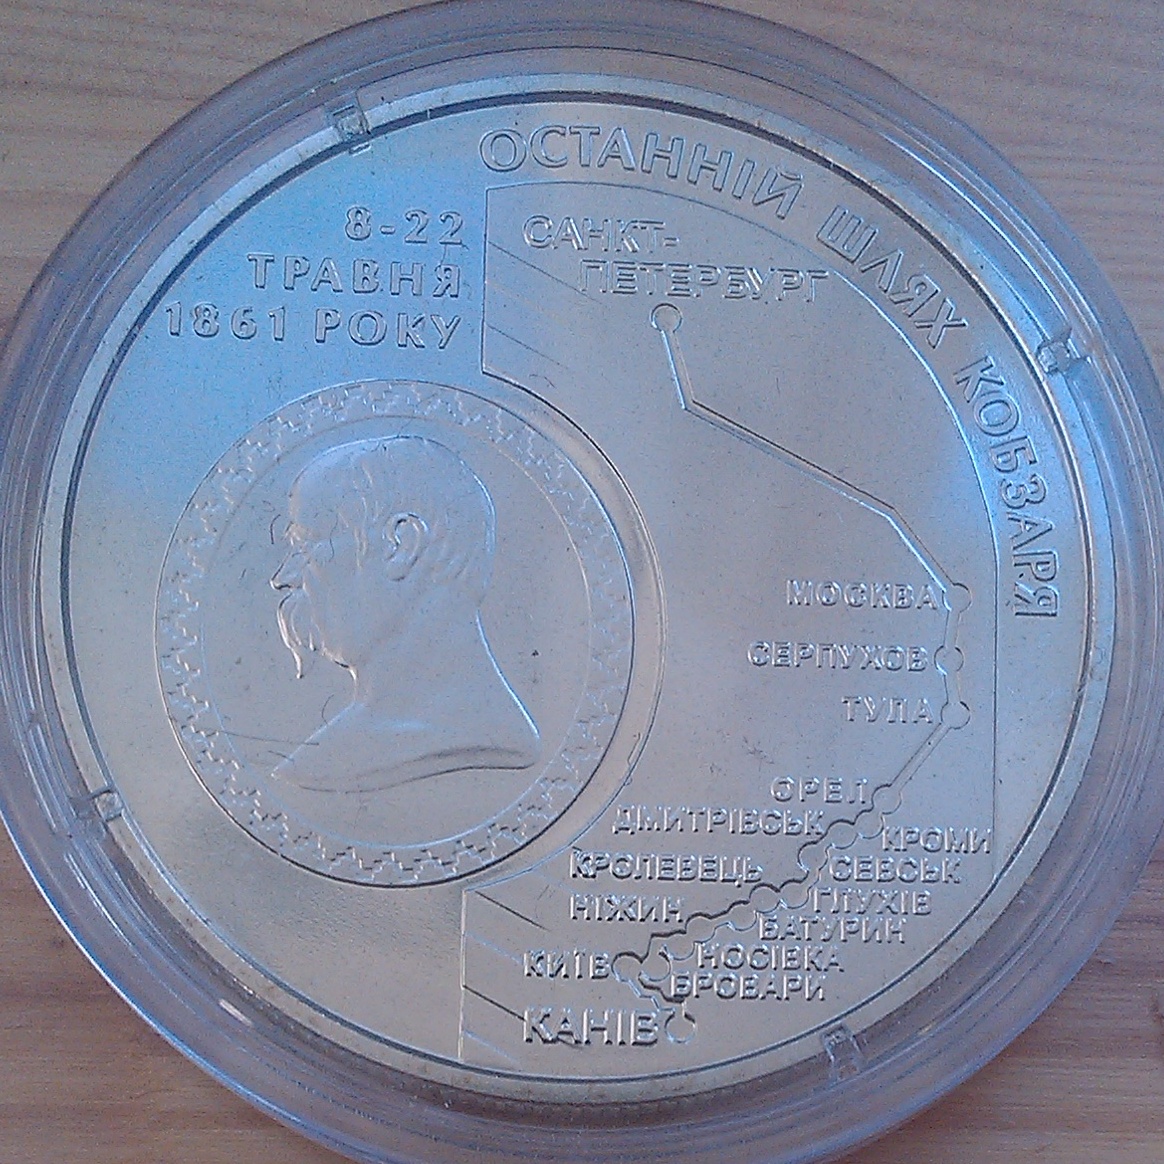 ОСТАННІЙ ШЛЯХ КОБЗАРЯ
8-22
ТРАВНЯ
1861 РОКУ
САНКТ-
ПЕТЕРБУРГ
МОСКВА
СЕРПУХОВ
ТУЛА
ОРЕЛ
ДМИТРІВСЬК
КРОМИ
КРОЛЕВЕЦЬ
СЕВСЬК
НІЖИН
ГЛУХІВ
БАТУРИН
КИЇВ
НОСІВКА
БРОВАРИ
КАНІВ